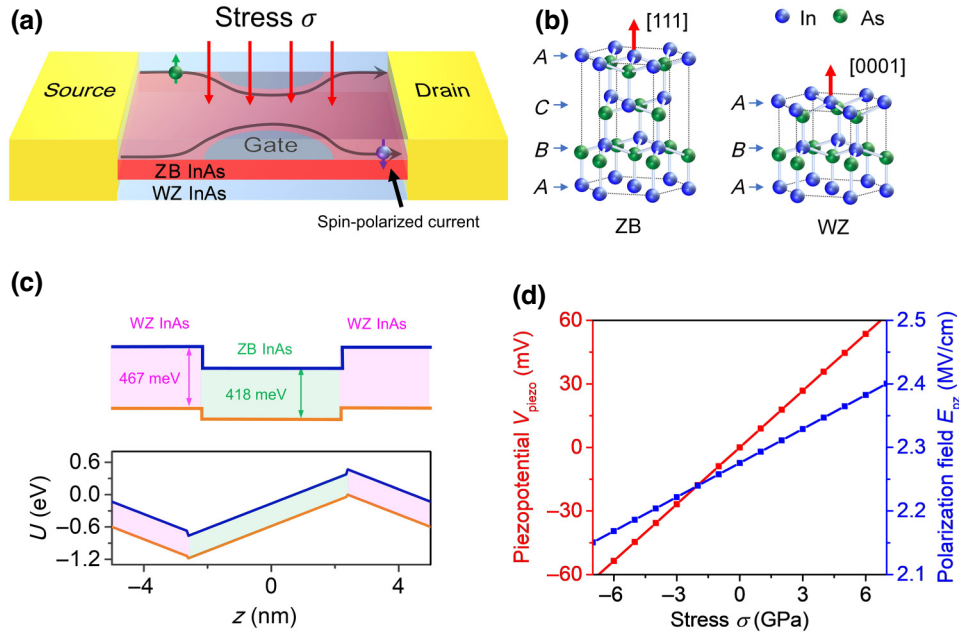 (a)
Stress σ
Source
Drain
Gate
ZB InAs
WZ InAs
Spin-polarized current
(b)
In
As
[111]
[0001]
A
C
B
A
A
B
A
ZB
WZ
(c)
WZ InAs
ZB InAs
WZ InAs
467 meV
418 meV
U (eV)
0.6
0.0
−0.6
−1.2
−4
0
4
z (nm)
(d)
Piezopotential V_piezo (mV)
60
30
0
−30
−60
−6
−3
0
3
6
Stress σ (GPa)
2.5
2.4
2.3
2.2
2.1
Polarization field E_pz (MV/cm)